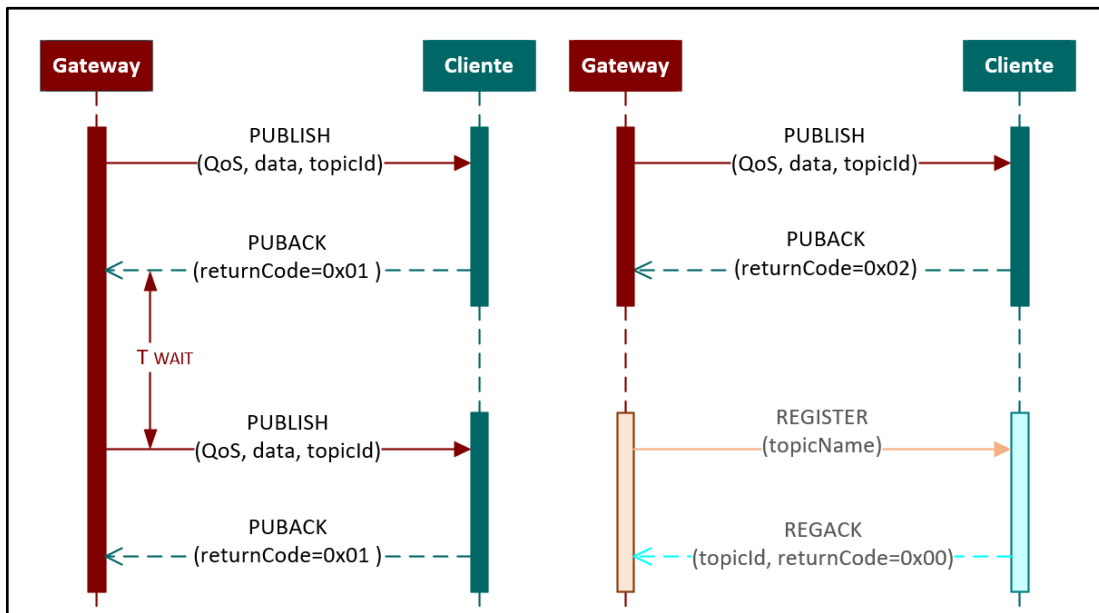 Gateway
Cliente
PUBLISH
(QoS, data, topicId)
PUBACK
(returnCode=0x01 )
T WAIT
PUBLISH
(QoS, data, topicId)
PUBACK
(returnCode=0x01 )
Gateway
Cliente
PUBLISH
(QoS, data, topicId)
PUBACK
(returnCode=0x02)
REGISTER
(topicName)
REGACK
(topicId, returnCode=0x00)